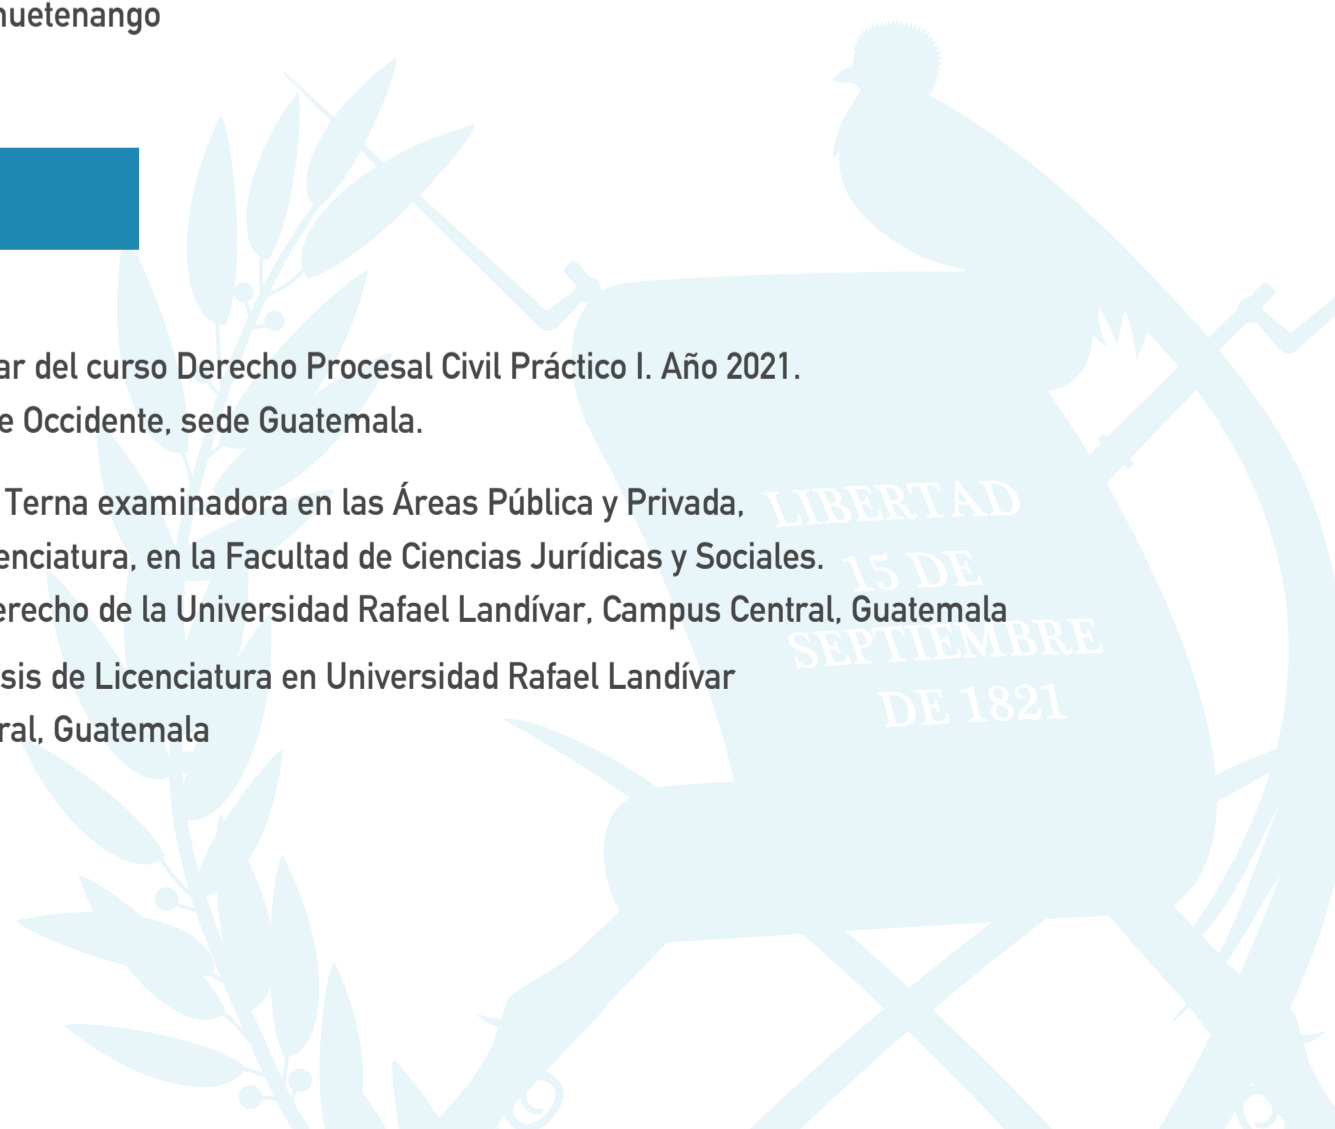 huetenango
ar del curso Derecho Procesal Civil Práctico I. Año 2021.
e Occidente, sede Guatemala.
Terna examinadora en las Áreas Pública y Privada,
enciatura, en la Facultad de Ciencias Jurídicas y Sociales.
erecho de la Universidad Rafael Landívar, Campus Central, Guatemala
sis de Licenciatura en Universidad Rafael Landívar
ral, Guatemala
LIBERTAD
15 DE
SEPTIEMBRE
DE 1821